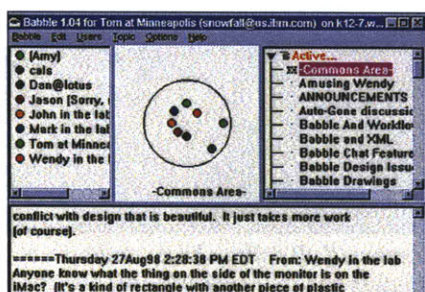 Babble 1.04 for Tom at Minneapolis (snowfall@us.ibm.com) on k12-7.w...
Babble Edit Users Topic Options Help
(Amy)
cals
Dan@lotus
Jason (Sorry,
John in the lab
Mark in the lab
Tom at Minnea
Wendy in the l
-Commons Area-
Active...
-Commons Area-
Amusing Wendy
ANNOUNCEMENTS
Auto-Gone discussio
Babble And Workflo
Babble and XML
Babble Chat Feature
Babble Design Issu
Babble Drawings
conflict with design that is beautiful. It just takes more work
(of course).
======Thursday 27Aug98 2:28:38 PM EDT From: Wendy in the lab
Anyone know what the thing on the side of the monitor is on the
iMac? (It's a kind of rectangle with another piece of plastic